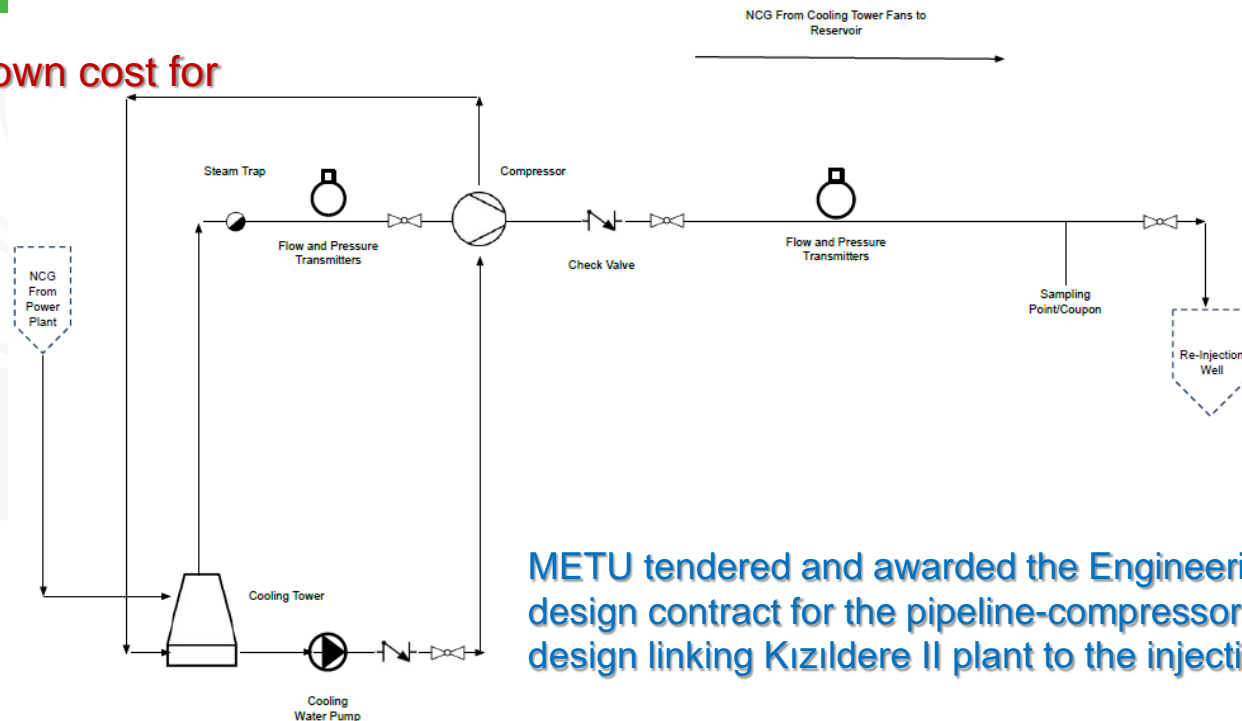 NCG From Cooling Tower Fans to
Reservoir
own cost for
Steam Trap
Compressor
Flow and Pressure
Transmitters
Check Valve
Flow and Pressure
Transmitters
NCG
From
Power
Plant
Sampling
Point/Coupon
Re-Injection
Well
Cooling Tower
Cooling
Water Pump
METU tendered and awarded the Engineeri
design contract for the pipeline-compressor
design linking Kızıldere II plant to the injecti